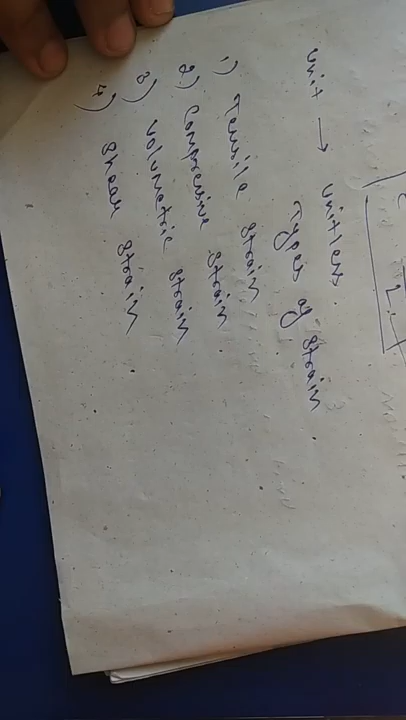 unit → unitless.
Types of strain
1) Tensile strain
2) Compressive strain
3) Volumetric strain
4) Shear strain